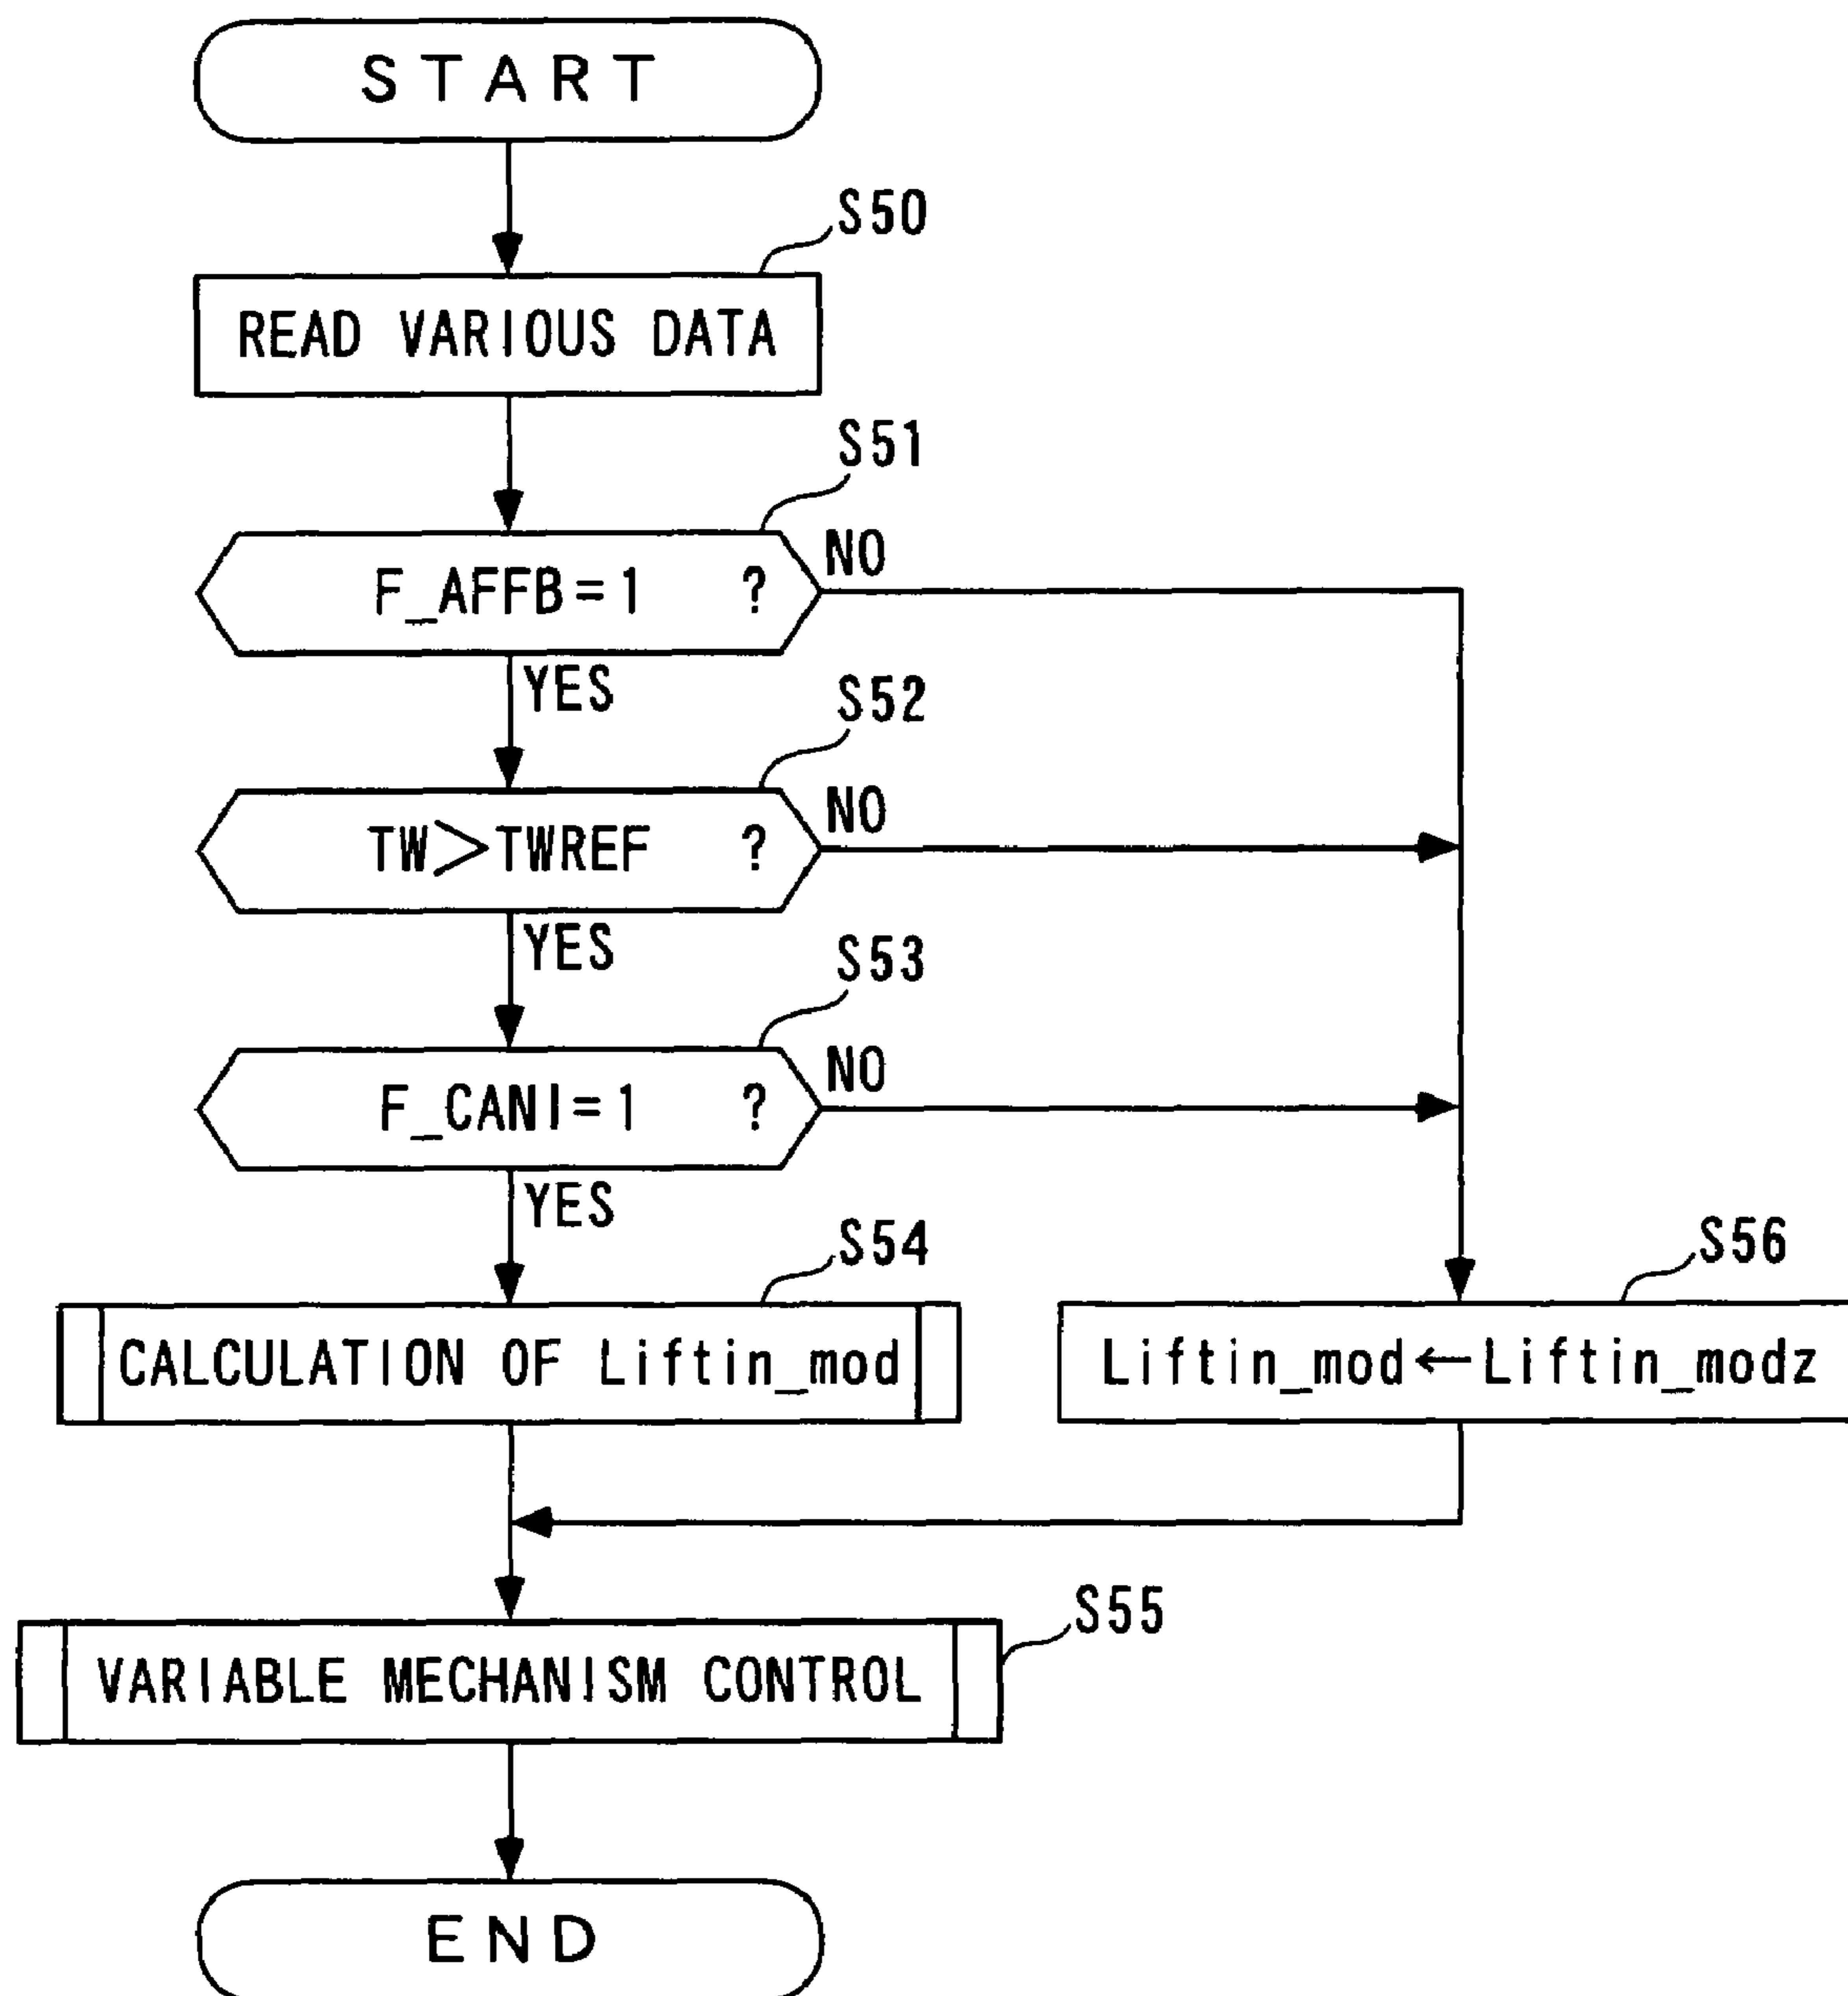 START
S50
READ VARIOUS DATA
S51
F_AFFB=1 ?
NO
YES
S52
TW>TWREF ?
NO
YES
S53
F_CANI=1 ?
NO
YES
S54
CALCULATION OF Liftin_mod
S56
Liftin_mod←Liftin_modz
S55
VARIABLE MECHANISM CONTROL
END